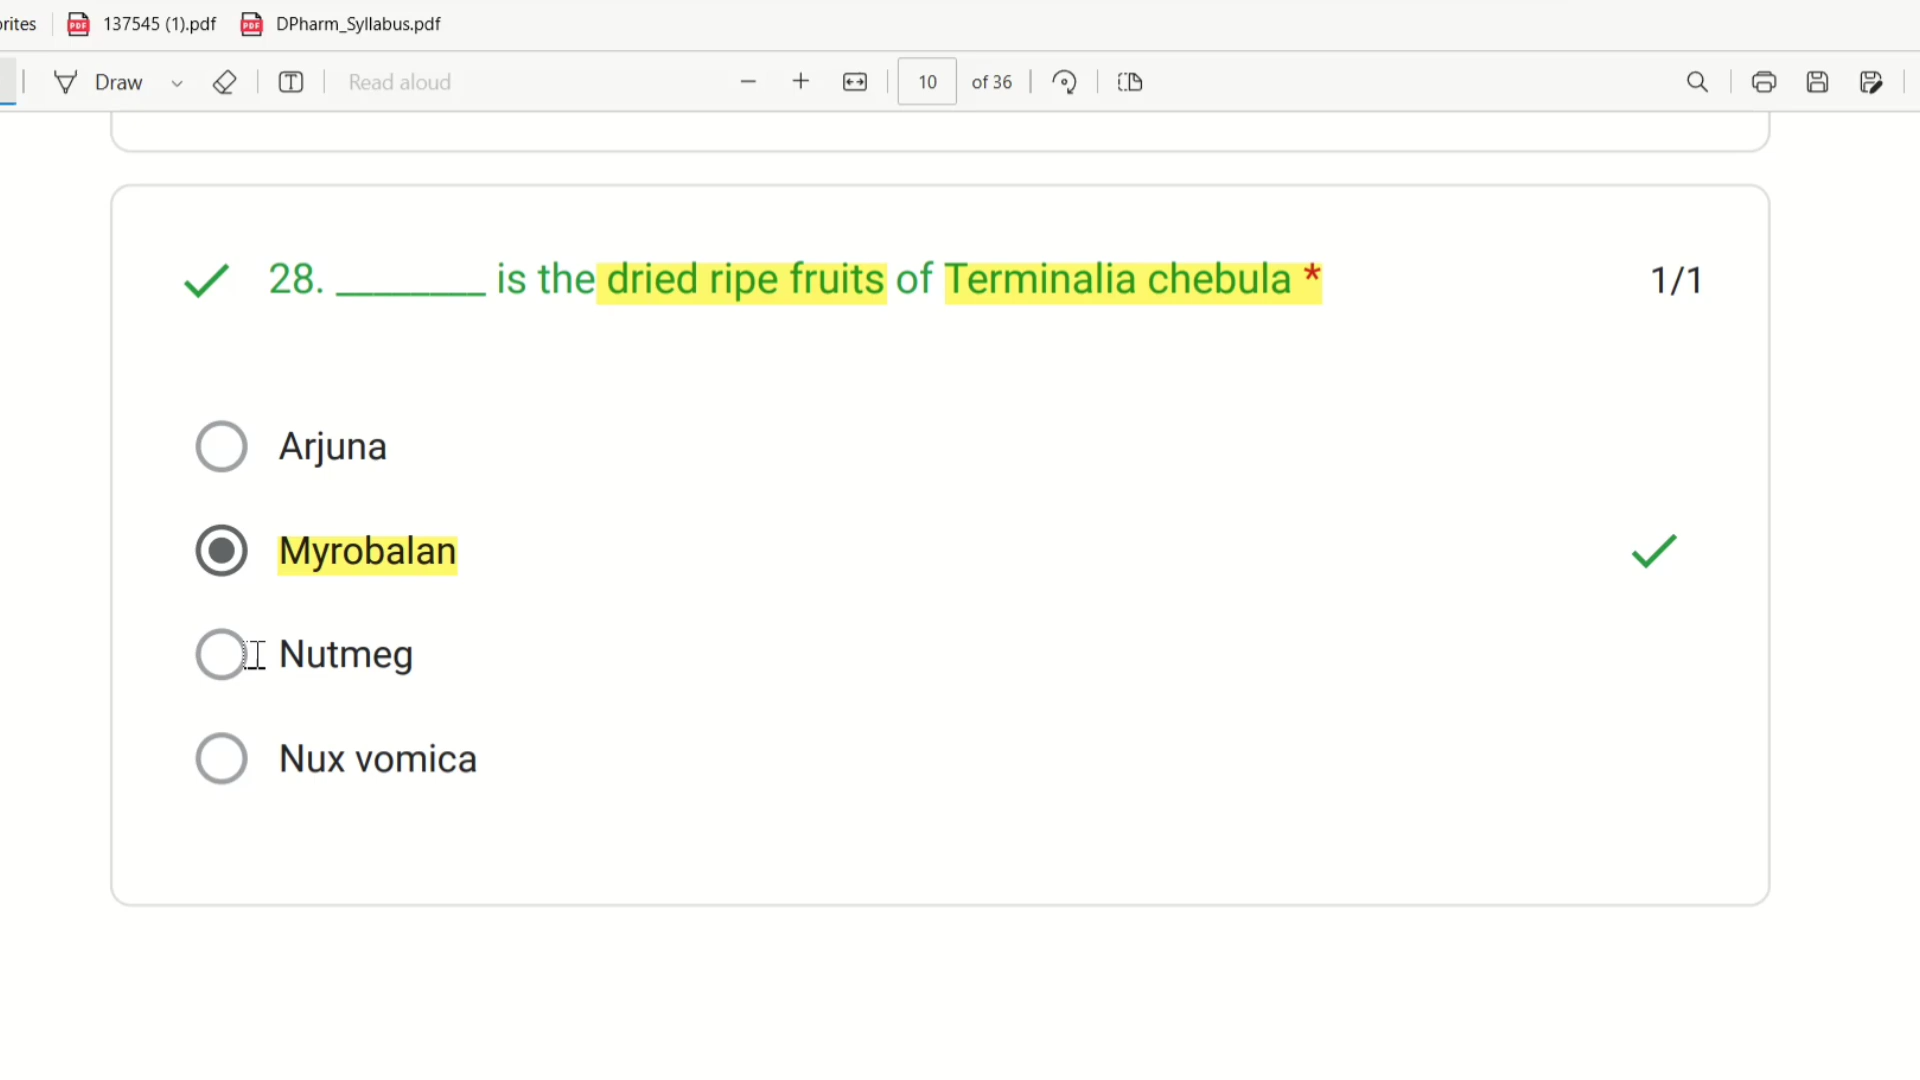 orites 137545 (1).pdf DPharm_Syllabus.pdf
Draw Read aloud 10 of 36
28. ________ is the dried ripe fruits of Terminalia chebula * 1/1
Arjuna
Myrobalan
Nutmeg
Nux vomica